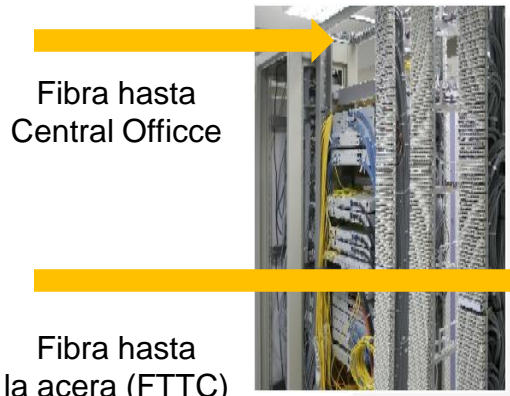 Fibra hasta
Central Officce
Fibra hasta
la acera (FTTC)